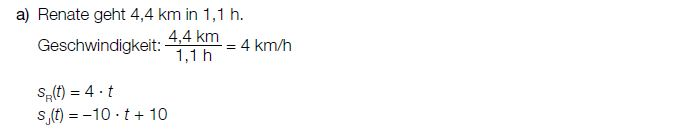 a) Renate geht 4,4 km in 1,1 h.
Geschwindigkeit: 4,4 km / 1,1 h = 4 km/h
s_R(t) = 4 · t
s_J(t) = –10 · t + 10